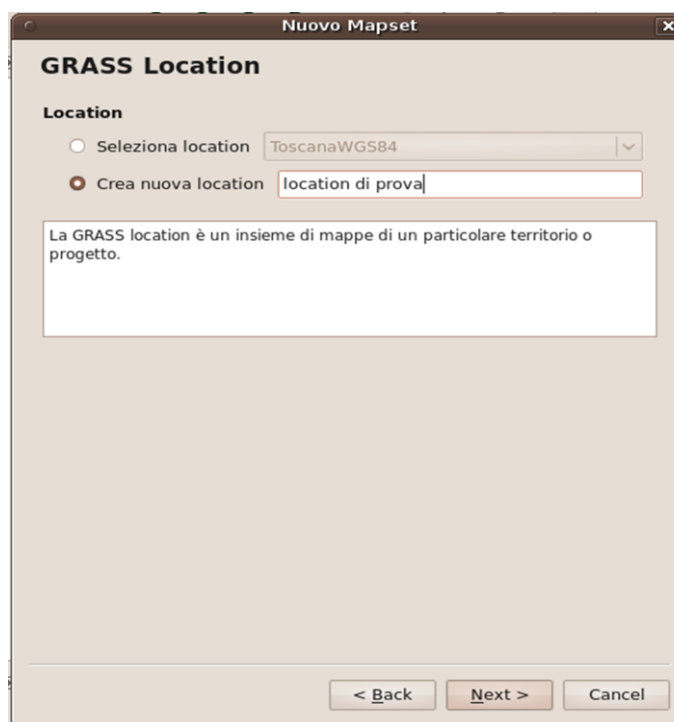 Nuovo Mapset
GRASS Location
Location
Seleziona location ToscanaWGS84
Crea nuova location location di prova
La GRASS location è un insieme di mappe di un particolare territorio o
progetto.
< Back Next > Cancel